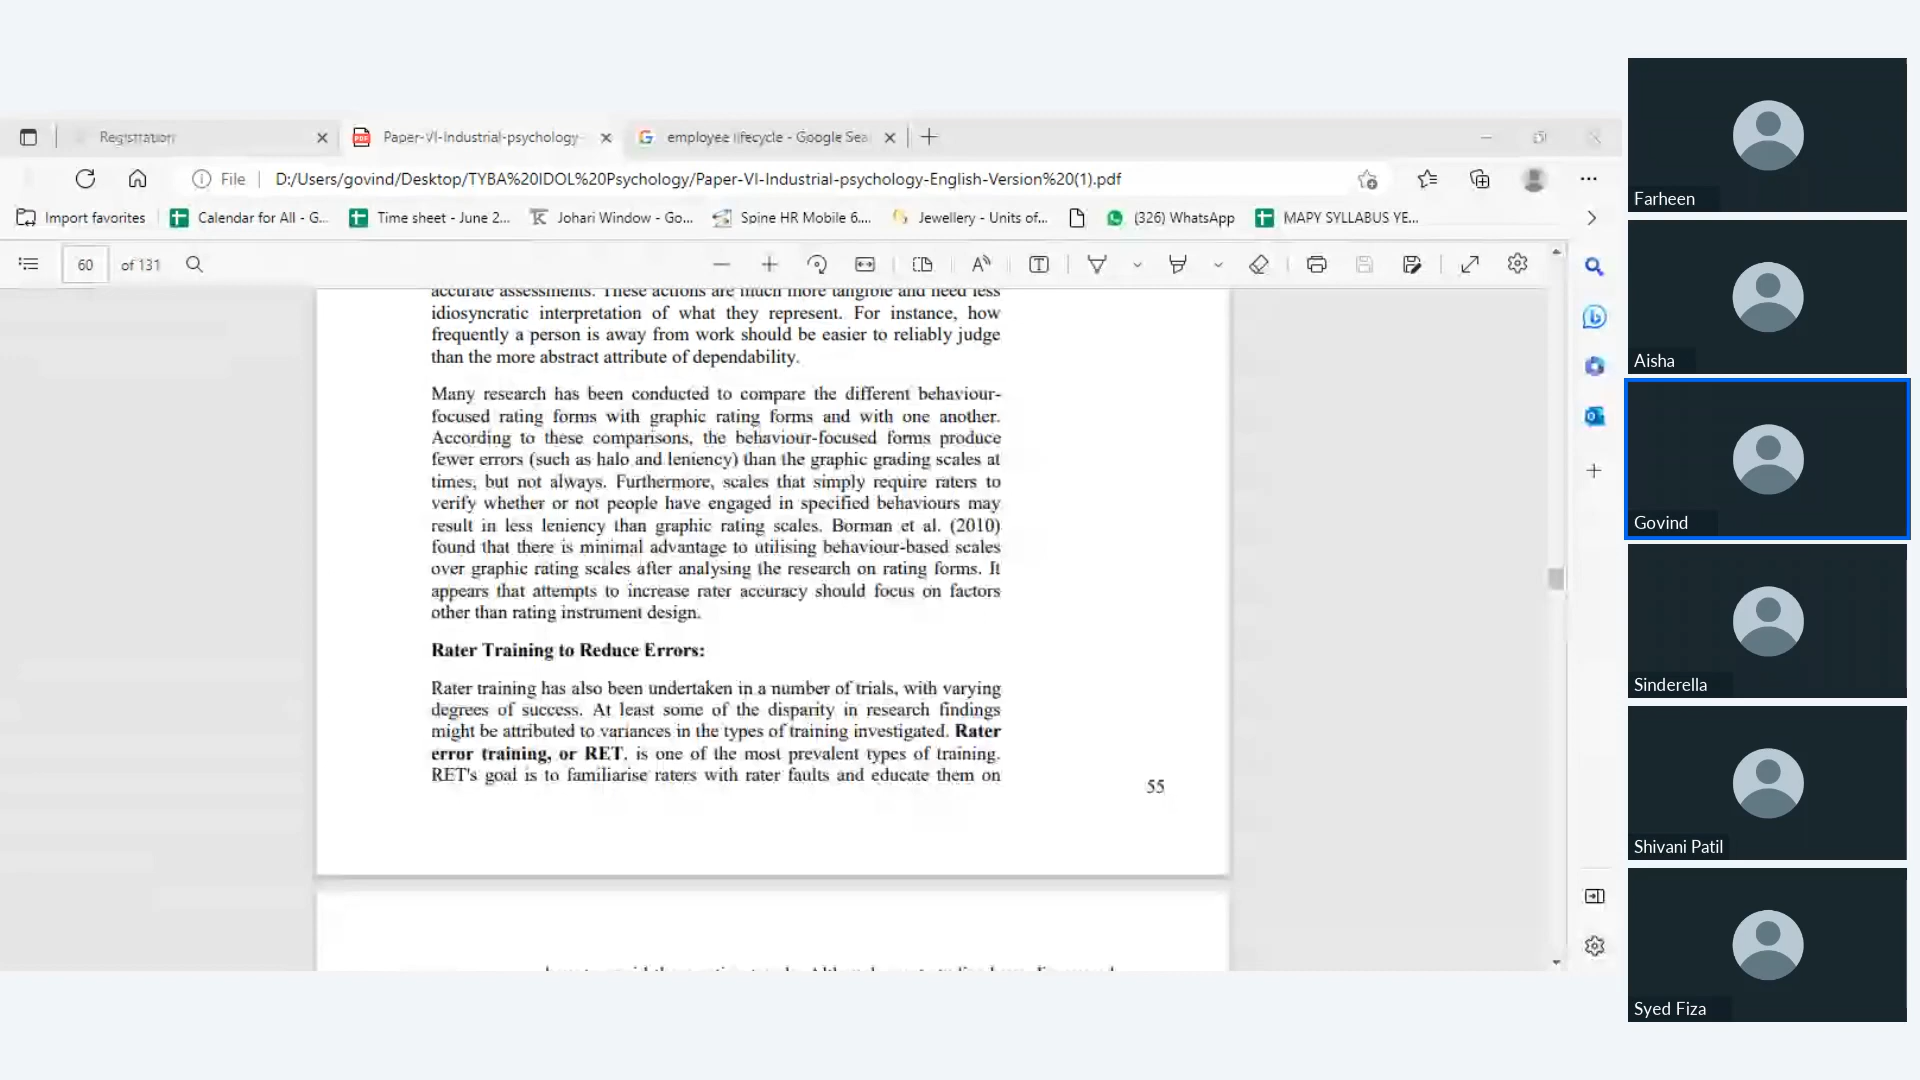 Registration
Paper-VI-Industrial-psychology-
employee lifecycle - Google Sea
File
D:/Users/govind/Desktop/TYBA%20IDOL%20Psychology/Paper-VI-Industrial-psychology-English-Version%20(1).pdf
Import favorites
Calendar for All - G...
Time sheet - June 2...
Johari Window - Go...
Spine HR Mobile 6....
Jewellery - Units of...
(326) WhatsApp
MAPY SYLLABUS YE...
60 of 131
accurate assessments. These actions are much more tangible and need less
idiosyncratic interpretation of what they represent. For instance, how
frequently a person is away from work should be easier to reliably judge
than the more abstract attribute of dependability.
Many research has been conducted to compare the different behaviour-
focused rating forms with graphic rating forms and with one another.
According to these comparisons, the behaviour-focused forms produce
fewer errors (such as halo and leniency) than the graphic grading scales at
times, but not always. Furthermore, scales that simply require raters to
verify whether or not people have engaged in specified behaviours may
result in less leniency than graphic rating scales. Borman et al. (2010)
found that there is minimal advantage to utilising behaviour-based scales
over graphic rating scales after analysing the research on rating forms. It
appears that attempts to increase rater accuracy should focus on factors
other than rating instrument design.
Rater Training to Reduce Errors:
Rater training has also been undertaken in a number of trials, with varying
degrees of success. At least some of the disparity in research findings
might be attributed to variances in the types of training investigated. Rater
error training, or RET, is one of the most prevalent types of training.
RET's goal is to familiarise raters with rater faults and educate them on
55
Farheen
Aisha
Govind
Sinderella
Shivani Patil
Syed Fiza